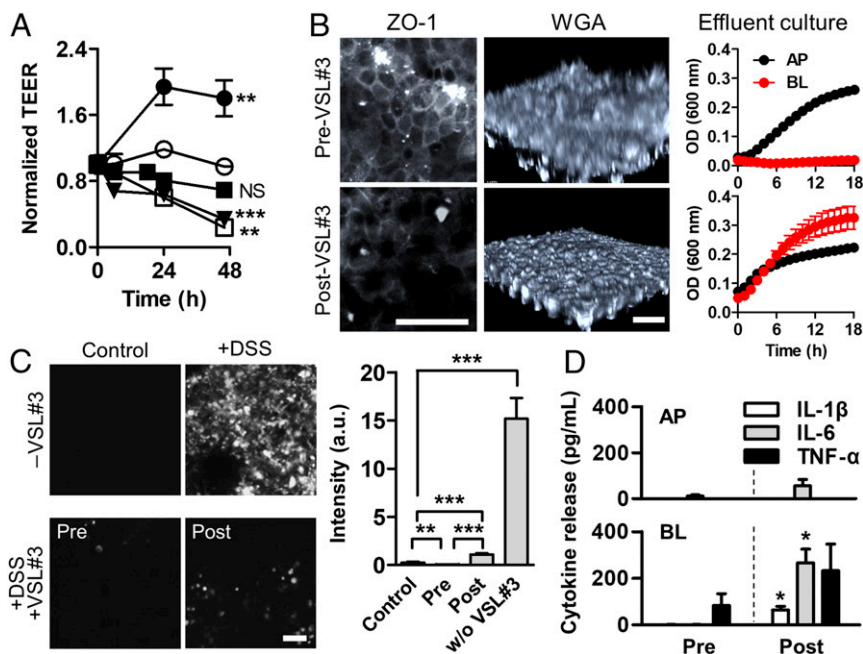 A
Normalized TEER
2.4
1.6
0.8
0.0
**
NS
***
**
0
24
48
Time (h)
B
ZO-1
WGA
Effluent culture
Pre-VSL#3
Post-VSL#3
OD (600 nm)
0.4
0.3
0.2
0.1
0.0
AP
BL
0
6
12
18
OD (600 nm)
0.4
0.3
0.2
0.1
0.0
0
6
12
18
Time (h)
C
Control
+DSS
–VSL#3
+DSS
+VSL#3
Pre
Post
Intensity (a.u.)
20
15
10
5
0
***
***
**
***
Control
Pre
Post
w/o VSL#3
D
Cytokine release (pg/mL)
400
200
0
AP
IL-1β
IL-6
TNF-α
400
200
0
BL
*
*
Pre
Post